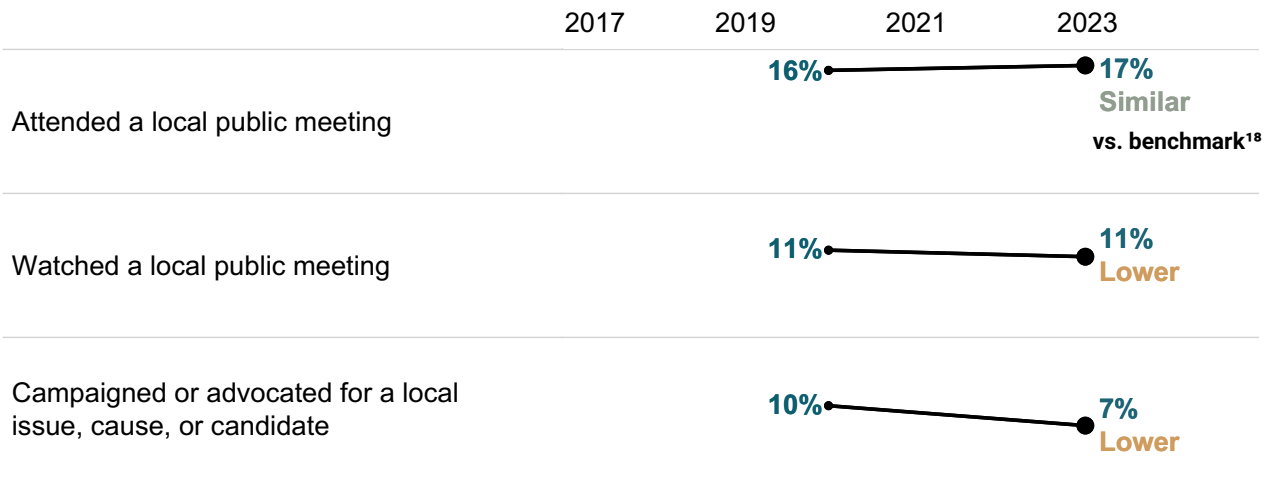 2017 2019 2021 2023
16% 17%
Similar
Attended a local public meeting
vs. benchmark¹⁸
11% 11%
Watched a local public meeting
Lower
Campaigned or advocated for a local
10% 7%
issue, cause, or candidate
Lower